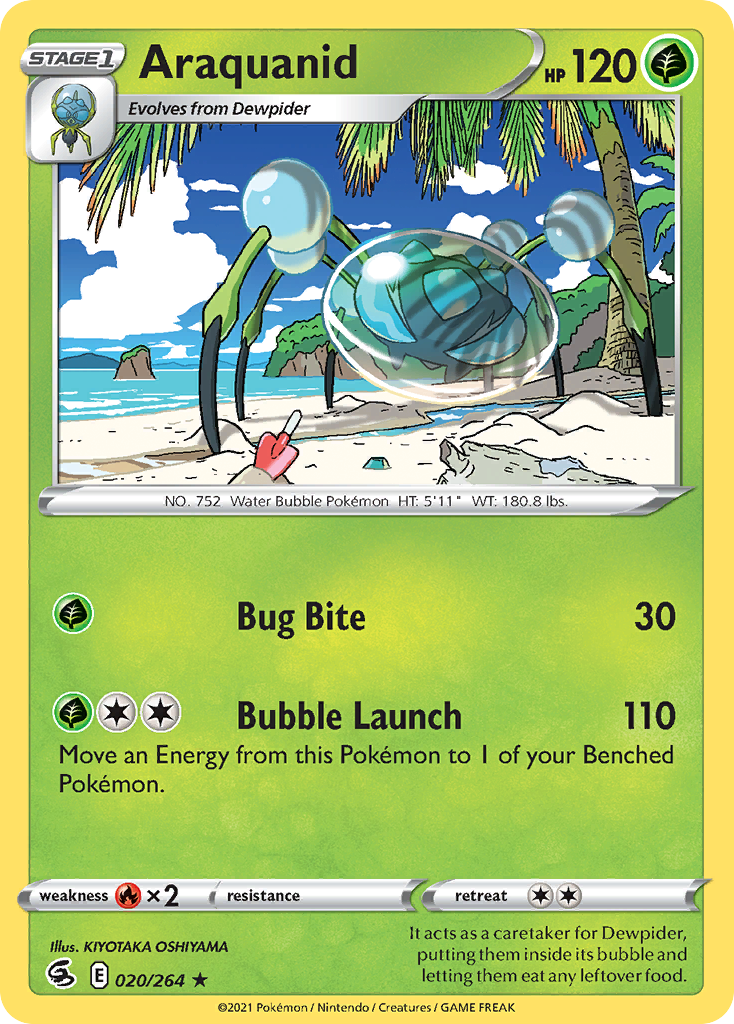 STAGE1
Araquanid
HP 120
Evolves from Dewpider
NO. 752 Water Bubble Pokémon HT: 5'11" WT: 180.8 lbs.
Bug Bite 30
Bubble Launch 110
Move an Energy from this Pokémon to 1 of your Benched
Pokémon.
weakness ×2 resistance retreat
Illus. KIYOTAKA OSHIYAMA
It acts as a caretaker for Dewpider,
putting them inside its bubble and
letting them eat any leftover food.
E 020/264 ★
©2021 Pokémon / Nintendo / Creatures / GAME FREAK